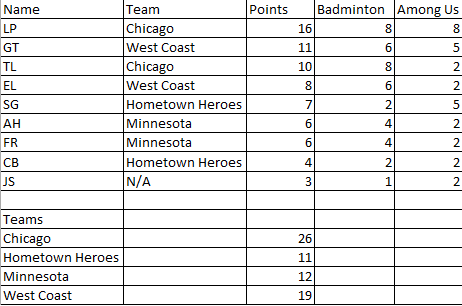 Name Team Points Badminton Among Us
LP Chicago 16 8 8
GT West Coast 11 6 5
TL Chicago 10 8 2
EL West Coast 8 6 2
SG Hometown Heroes 7 2 5
AH Minnesota 6 4 2
FR Minnesota 6 4 2
CB Hometown Heroes 4 2 2
JS N/A 3 1 2
Teams
Chicago 26
Hometown Heroes 11
Minnesota 12
West Coast 19